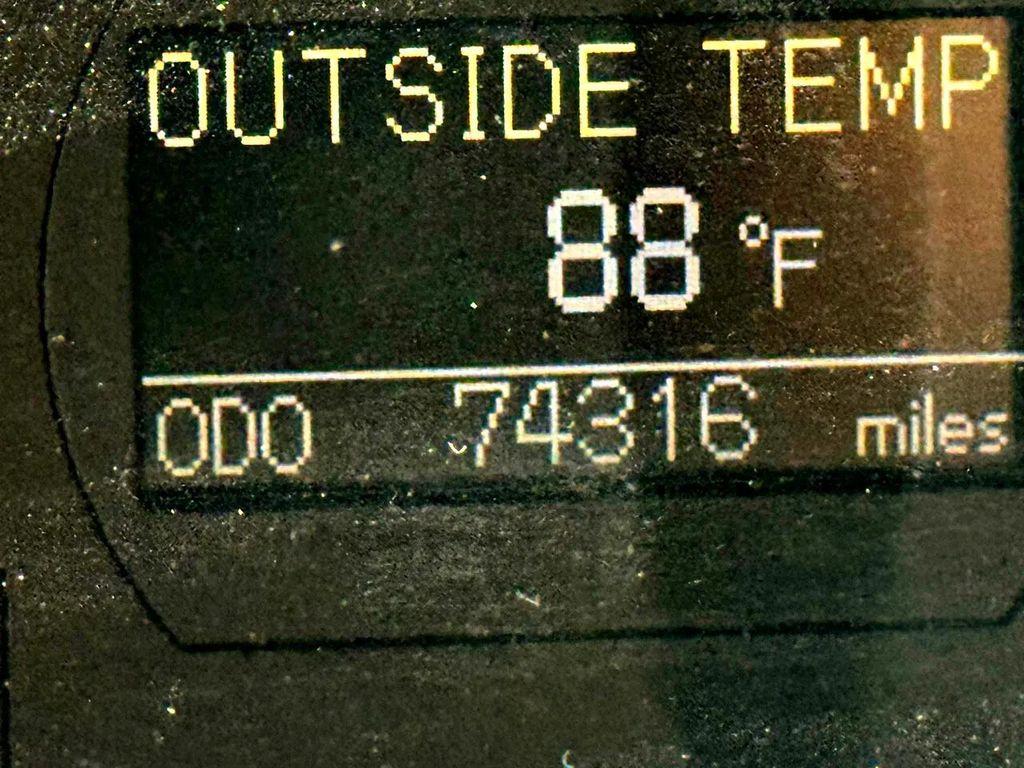 OUTSIDE TEMP
88 °F
ODO 74316 miles